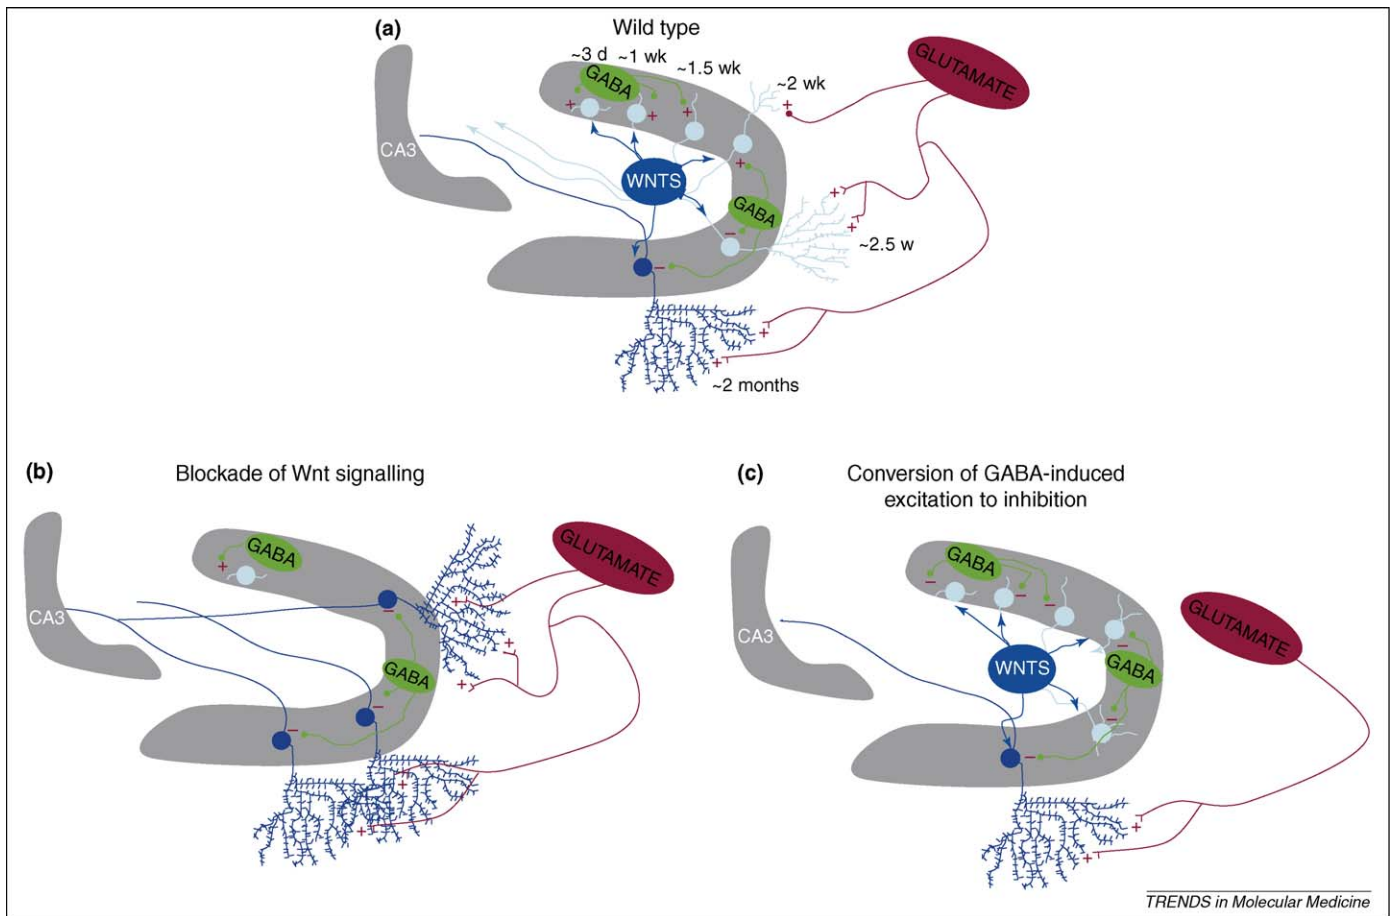 (a)
Wild type
~3 d
~1 wk
~1.5 wk
~2 wk
GABA
GLUTAMATE
+
+
+
+
CA3
WNTS
+
GABA
+
+
−
~2.5 w
−
+
+
~2 months
(b)
Blockade of Wnt signalling
GABA
GLUTAMATE
+
CA3
+
−
+
GABA
+
−
−
+
+
(c)
Conversion of GABA-induced
excitation to inhibition
GABA
−
−
−
GLUTAMATE
CA3
−
WNTS
GABA
−
−
+
+
TRENDS in Molecular Medicine